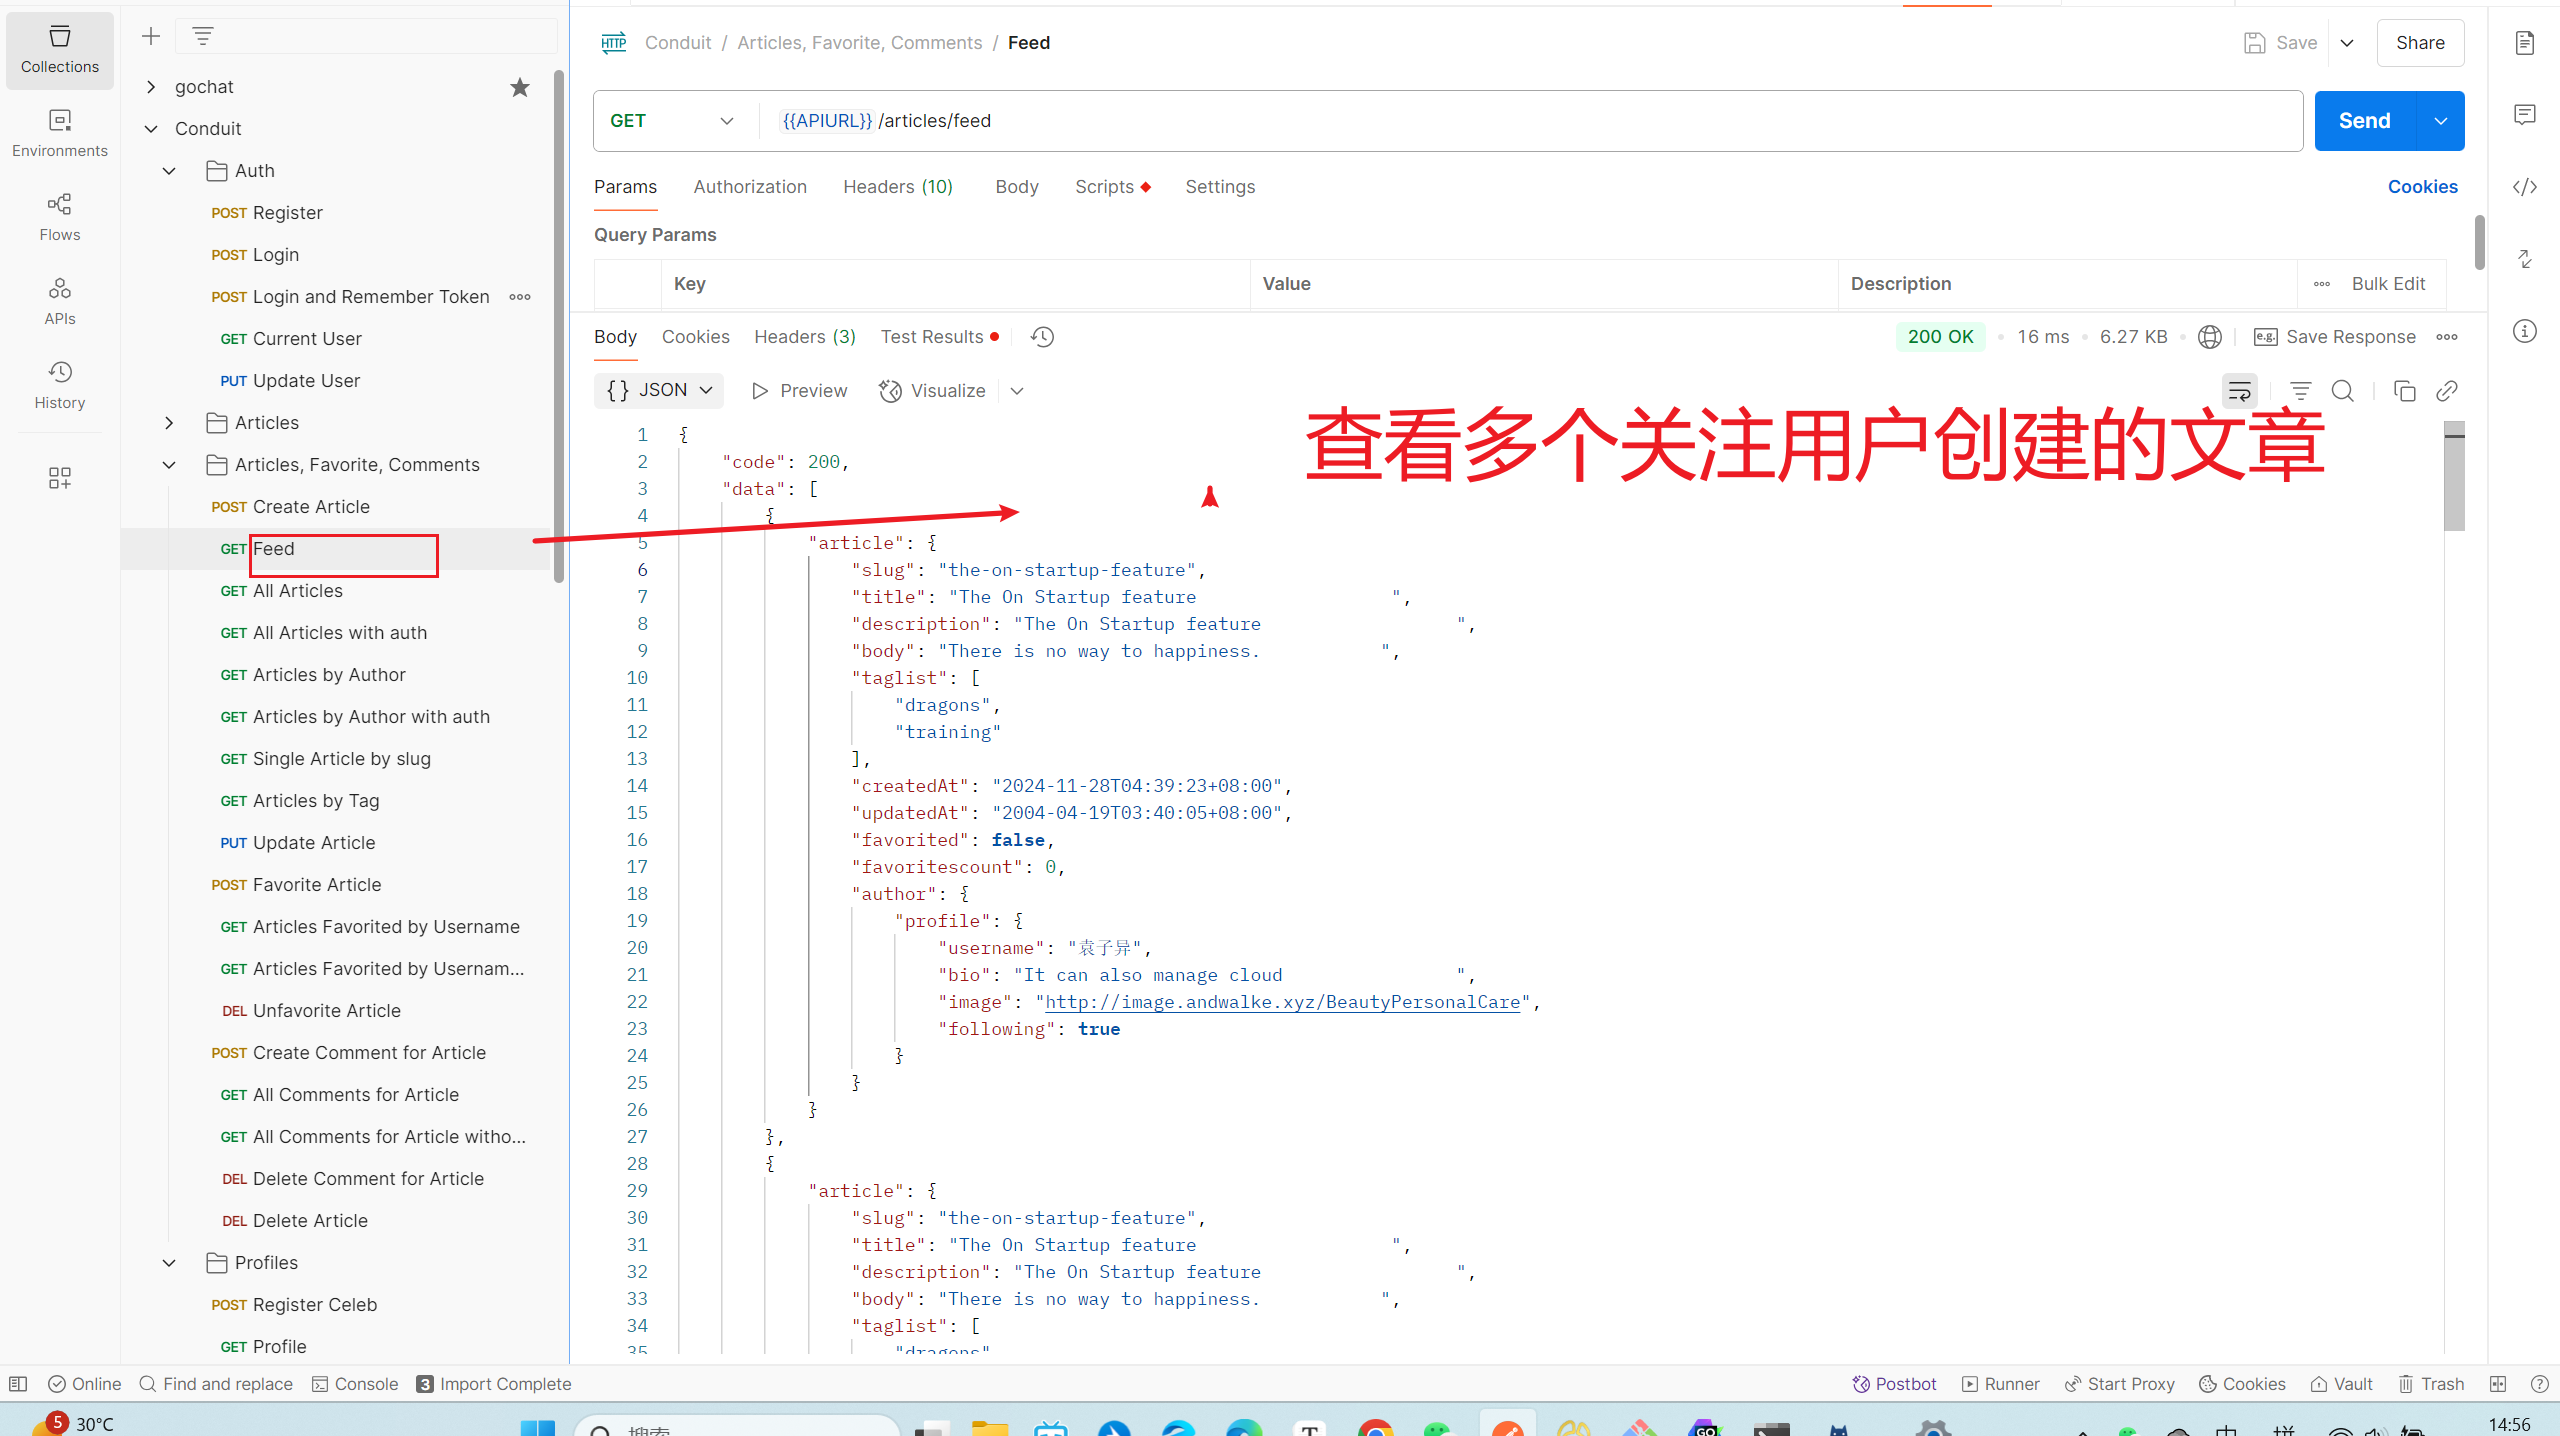 Collections
Environments
Flows
APIs
History
gochat
Conduit
Auth
POST Register
POST Login
POST Login and Remember Token
GET Current User
PUT Update User
Articles
Articles, Favorite, Comments
POST Create Article
GET Feed
GET All Articles
GET All Articles with auth
GET Articles by Author
GET Articles by Author with auth
GET Single Article by slug
GET Articles by Tag
PUT Update Article
POST Favorite Article
GET Articles Favorited by Username
GET Articles Favorited by Usernam...
DEL Unfavorite Article
POST Create Comment for Article
GET All Comments for Article
GET All Comments for Article witho...
DEL Delete Comment for Article
DEL Delete Article
Profiles
POST Register Celeb
GET Profile
HTTP Conduit / Articles, Favorite, Comments / Feed
Save
Share
GET {{APIURL}} /articles/feed
Send
Params Authorization Headers (10) Body Scripts Settings
Cookies
Query Params
Key Value Description Bulk Edit
Body Cookies Headers (3) Test Results
200 OK 16 ms 6.27 KB e.g. Save Response
{} JSON Preview Visualize
查看多个关注用户创建的文章
1 {
2 "code": 200,
3 "data": [
4 {
5 "article": {
6 "slug": "the-on-startup-feature",
7 "title": "The On Startup feature ",
8 "description": "The On Startup feature ",
9 "body": "There is no way to happiness. ",
10 "taglist": [
11 "dragons",
12 "training"
13 ],
14 "createdAt": "2024-11-28T04:39:23+08:00",
15 "updatedAt": "2004-04-19T03:40:05+08:00",
16 "favorited": false,
17 "favoritescount": 0,
18 "author": {
19 "profile": {
20 "username": "袁子异",
21 "bio": "It can also manage cloud ",
22 "image": "http://image.andwalke.xyz/BeautyPersonalCare",
23 "following": true
24 }
25 }
26 }
27 },
28 {
29 "article": {
30 "slug": "the-on-startup-feature",
31 "title": "The On Startup feature ",
32 "description": "The On Startup feature ",
33 "body": "There is no way to happiness. ",
34 "taglist": [
35 "dragons"
Online Find and replace Console 3 Import Complete
Postbot Runner Start Proxy Cookies Vault Trash
5 30°C
搜索
T
GO
中
拼
14:56